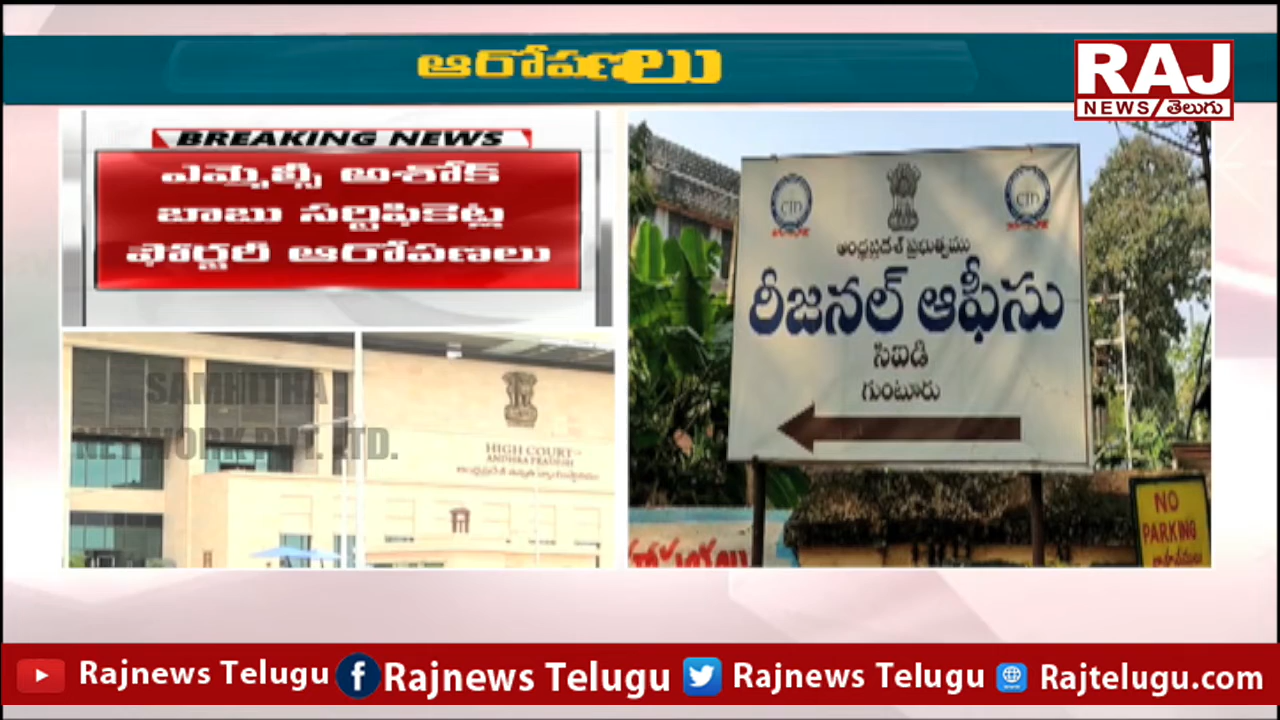 ఆరోపణలు
RAJ
NEWS తెలుగు
BREAKING NEWS
ఎమ్మెల్సీ అశోక్
బాబు సర్టిఫికెట్ల
ఫోర్జరీ ఆరోపణలు
CID
CID
ఆంధ్రప్రదేశ్ ప్రభుత్వము
రీజనల్ ఆఫీసు
సిఐడి
గుంటూరు
SAMHITHA
NETWORK PVT. LTD.
HIGH COURT OF
ANDHRA PRADESH
NO
PARKING
Rajnews Telugu
Rajnews Telugu
Rajnews Telugu
Rajtelugu.com